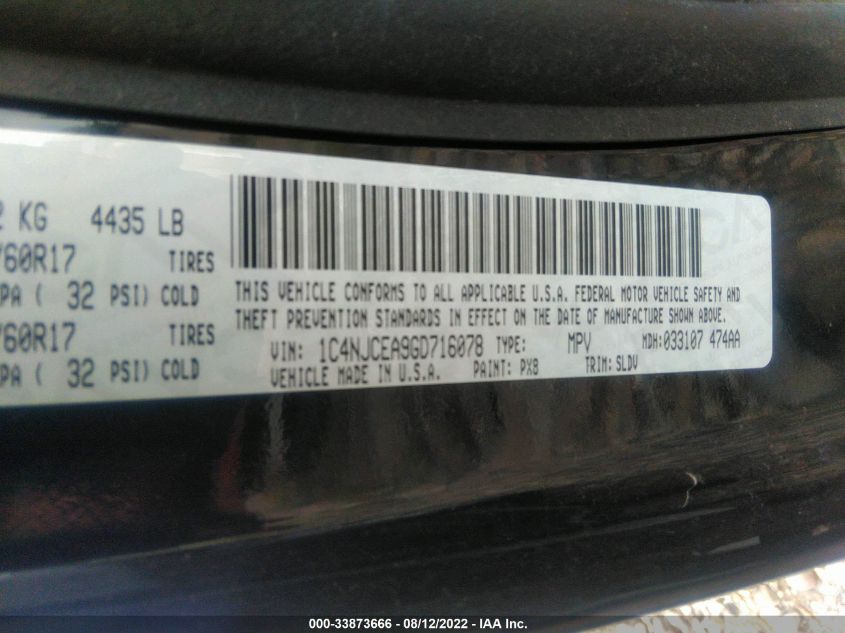 2 KG 4435 LB
/60R17 TIRES
PA ( 32 PSI) COLD
/60R17 TIRES
PA ( 32 PSI) COLD
THIS VEHICLE CONFORMS TO ALL APPLICABLE U.S.A. FEDERAL MOTOR VEHICLE SAFETY AND
THEFT PREVENTION STANDARDS IN EFFECT ON THE DATE OF MANUFACTURE SHOWN ABOVE.
VIN: 1C4NJCEA9GD716078 TYPE: MPV MDH:033107 474AA
VEHICLE MADE IN U.S.A. PAINT: PX8 TRIM: SLDV
000-33873666 - 08/12/2022 - IAA Inc.